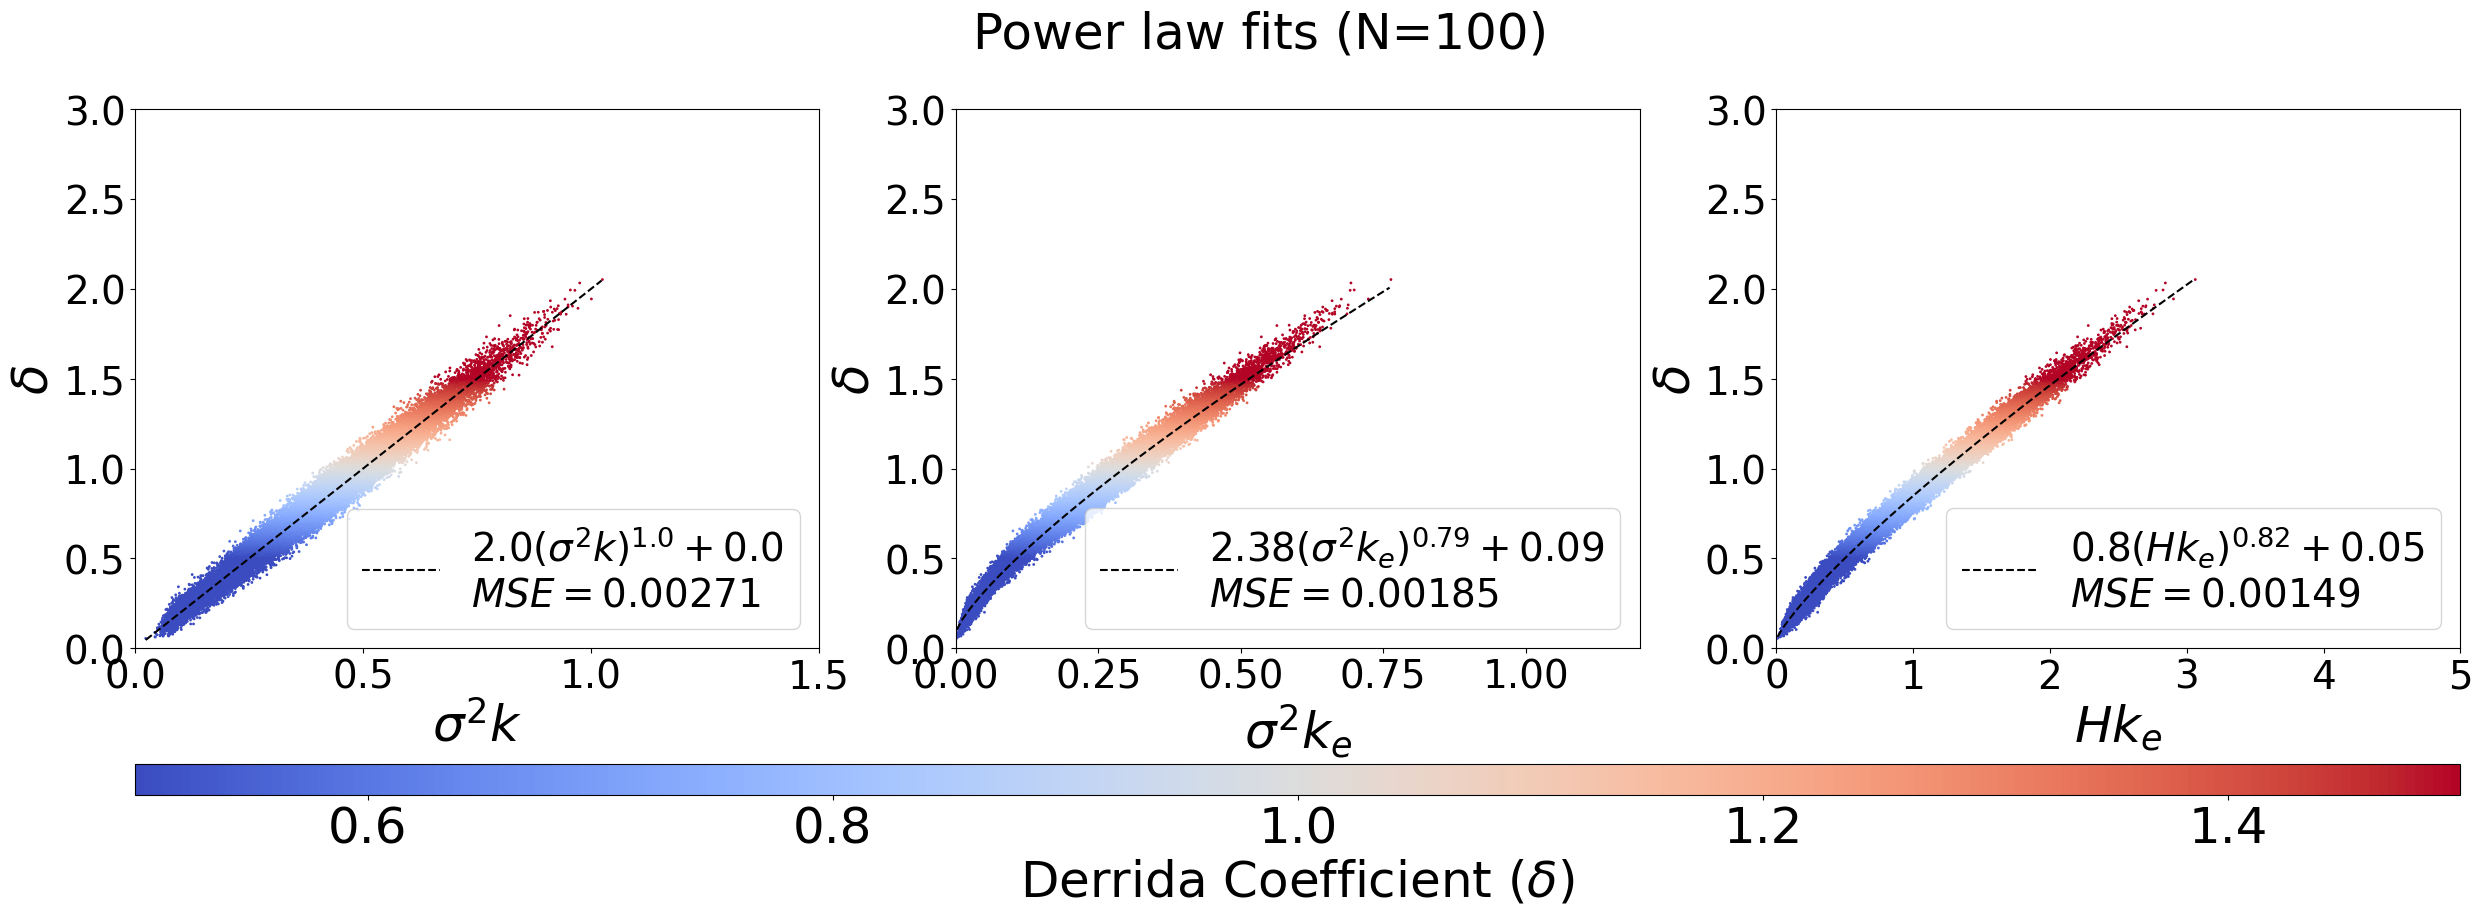 Power law fits (N=100)
3.0
2.5
2.0
1.5
1.0
0.5
0.0
δ
0.0 0.5 1.0 1.5
σ²k
2.0(σ²k)^1.0 + 0.0
MSE = 0.00271
3.0
2.5
2.0
1.5
1.0
0.5
0.0
δ
0.00 0.25 0.50 0.75 1.00
σ²kₑ
2.38(σ²kₑ)^0.79 + 0.09
MSE = 0.00185
3.0
2.5
2.0
1.5
1.0
0.5
0.0
δ
0 1 2 3 4 5
Hkₑ
0.8(Hkₑ)^0.82 + 0.05
MSE = 0.00149
0.6 0.8 1.0 1.2 1.4
Derrida Coefficient (δ)